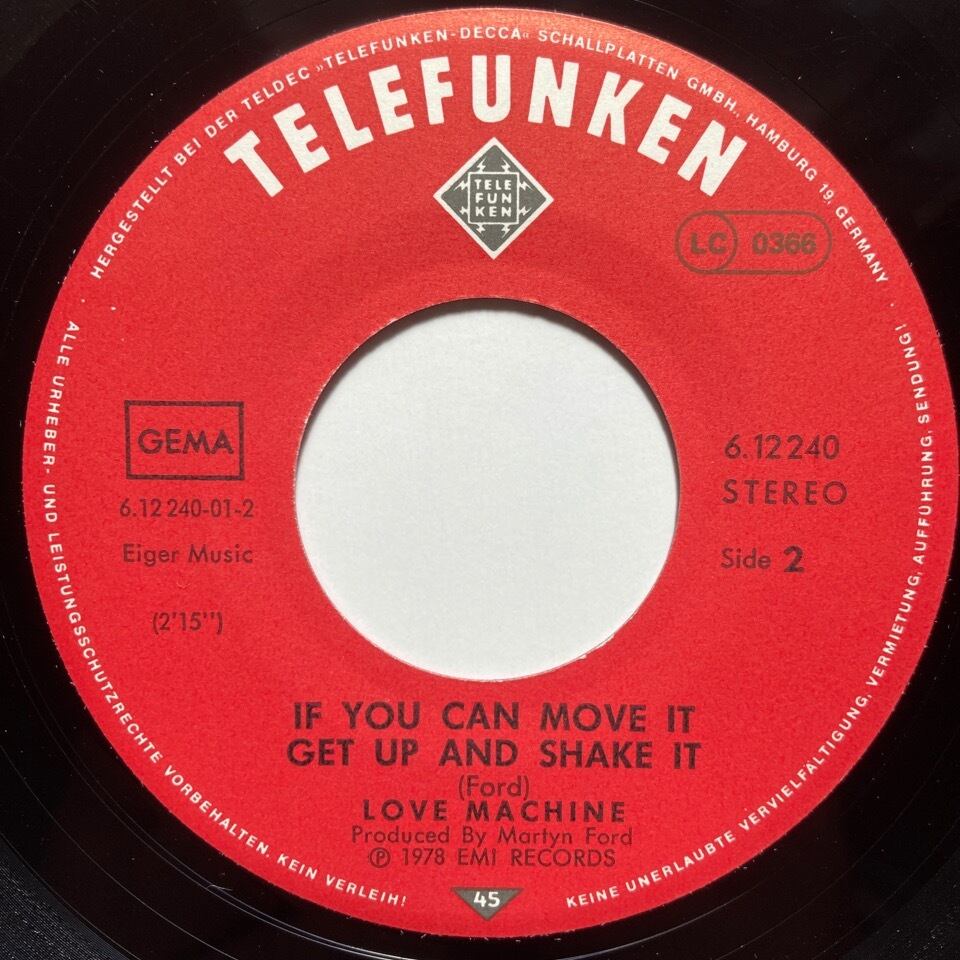 HERGESTELLT BEI DER TELDEC »TELEFUNKEN-DECCA« SCHALLPLATTEN GMBH., HAMBURG 19, GERMANY
TELEFUNKEN
TELE
FUN
KEN
LC 0366
GEMA
6.12 240-01-2
Eiger Music
(2'15'')
6.12240
STEREO
Side 2
IF YOU CAN MOVE IT
GET UP AND SHAKE IT
(Ford)
LOVE MACHINE
Produced By Martyn Ford
℗ 1978 EMI RECORDS
45
ALLE URHEBER- UND LEISTUNGSSCHUTZRECHTE VORBEHALTEN. KEIN VERLEIH!
KEINE UNERLAUBTE VERVIELFÄLTIGUNG, VERMIETUNG, AUFFÜHRUNG, SENDUNG!